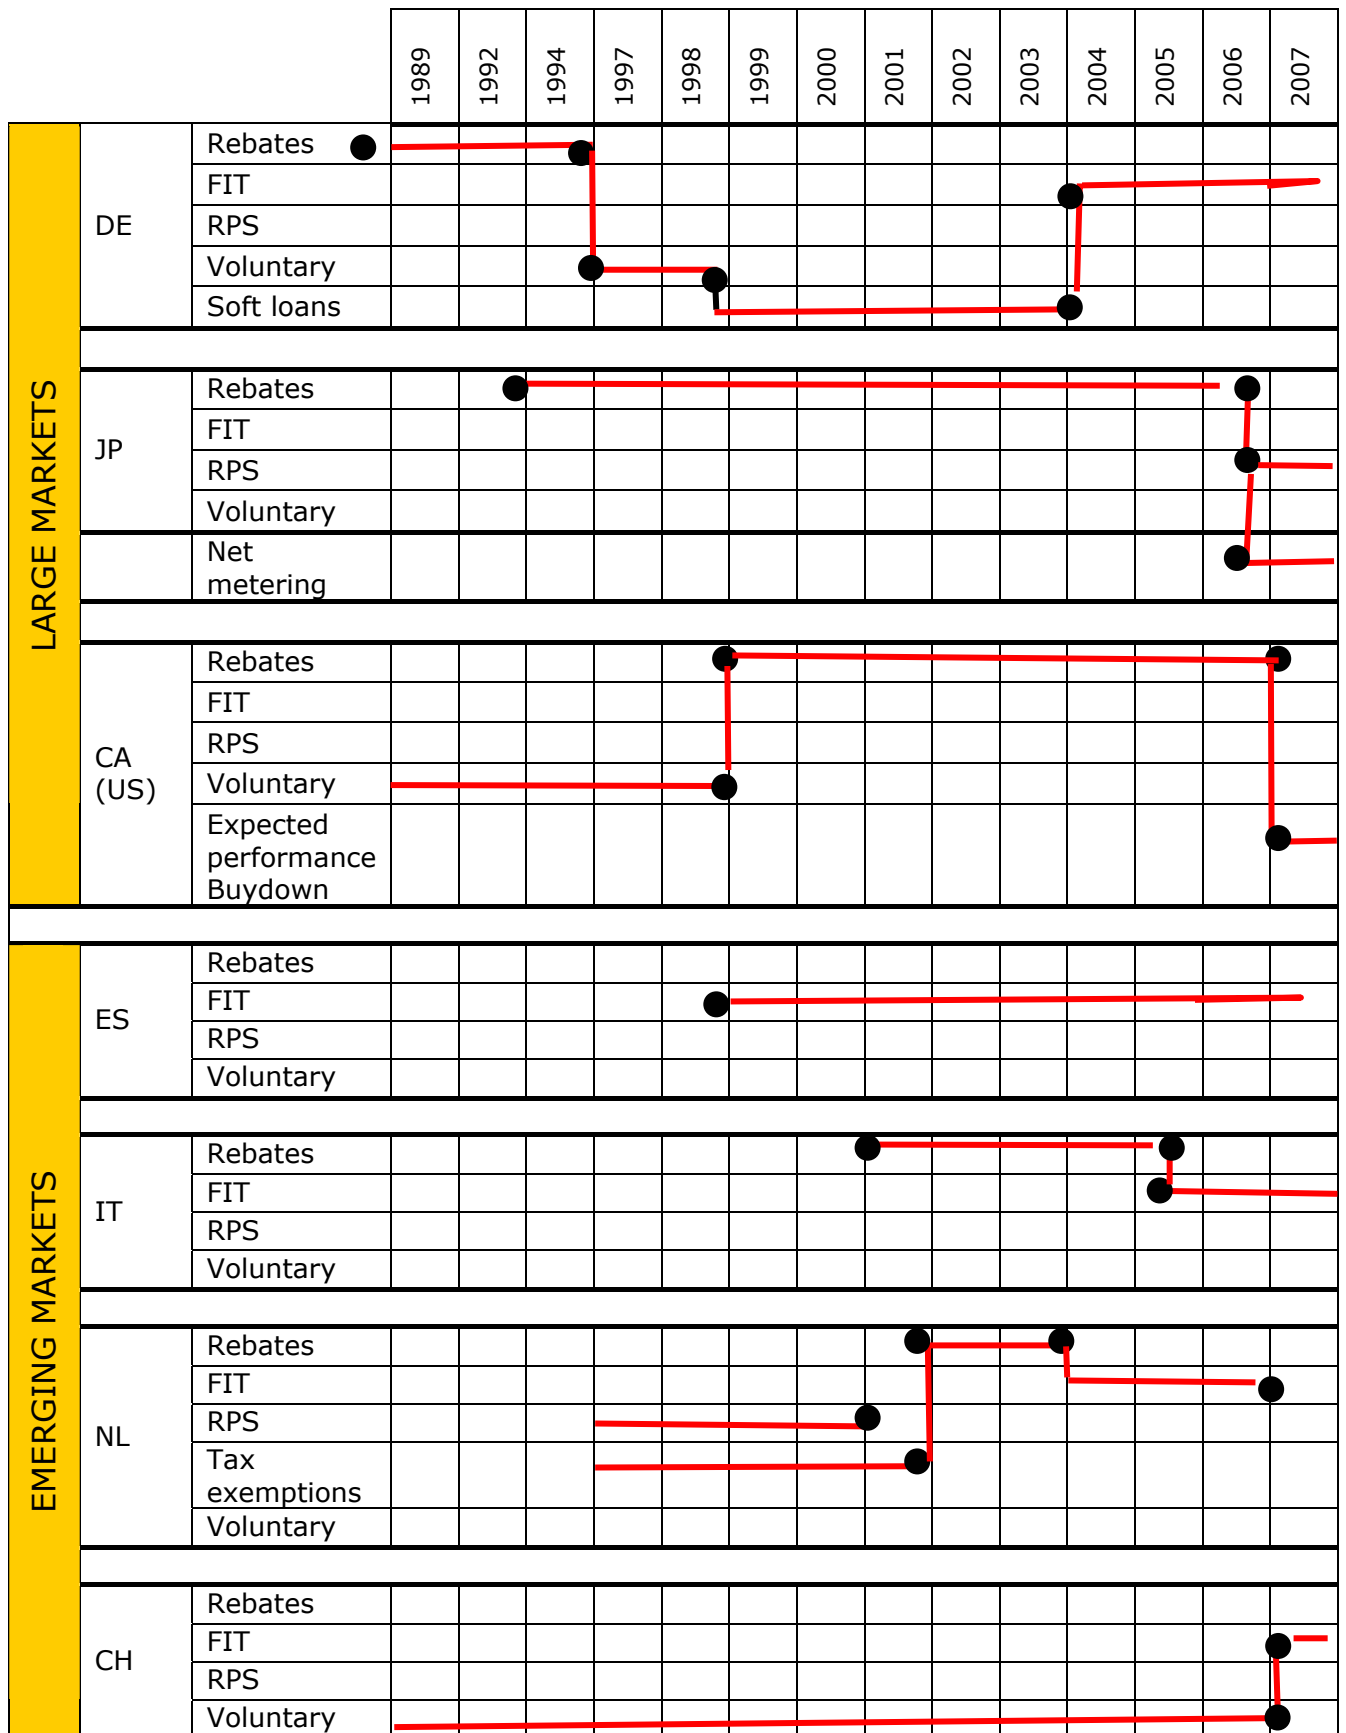 1989
1992
1994
1997
1998
1999
2000
2001
2002
2003
2004
2005
2006
2007
LARGE MARKETS
DE
Rebates
FIT
RPS
Voluntary
Soft loans
JP
Rebates
FIT
RPS
Voluntary
Net
metering
CA
(US)
Rebates
FIT
RPS
Voluntary
Expected
performance
Buydown
EMERGING MARKETS
ES
Rebates
FIT
RPS
Voluntary
IT
Rebates
FIT
RPS
Voluntary
NL
Rebates
FIT
RPS
Tax
exemptions
Voluntary
CH
Rebates
FIT
RPS
Voluntary